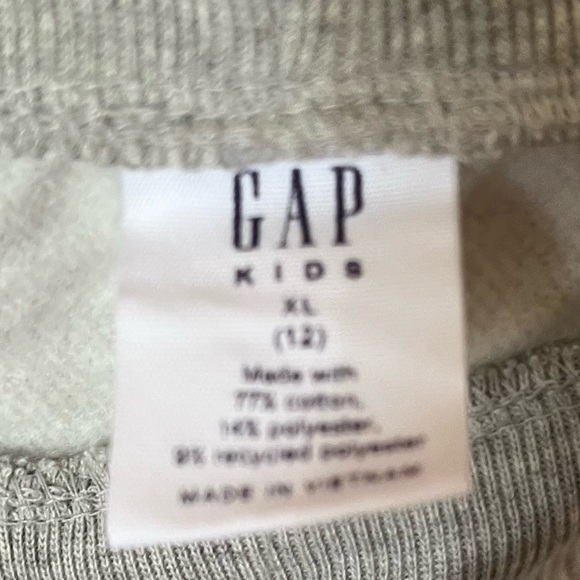 GAP
KIDS
XL
(12)
Made with
77% cotton,
14% polyester,
9% recycled polyester
MADE IN VIETNAM